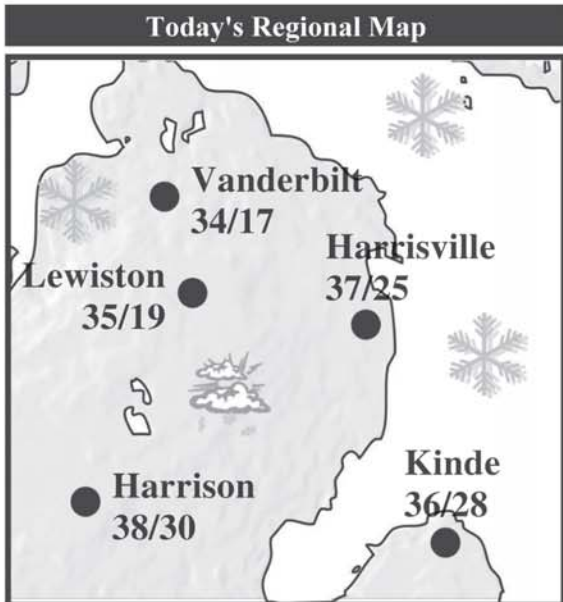 Today's Regional Map
Vanderbilt
34/17
Harrisville
37/25
Lewiston
35/19
Kinde
36/28
Harrison
38/30